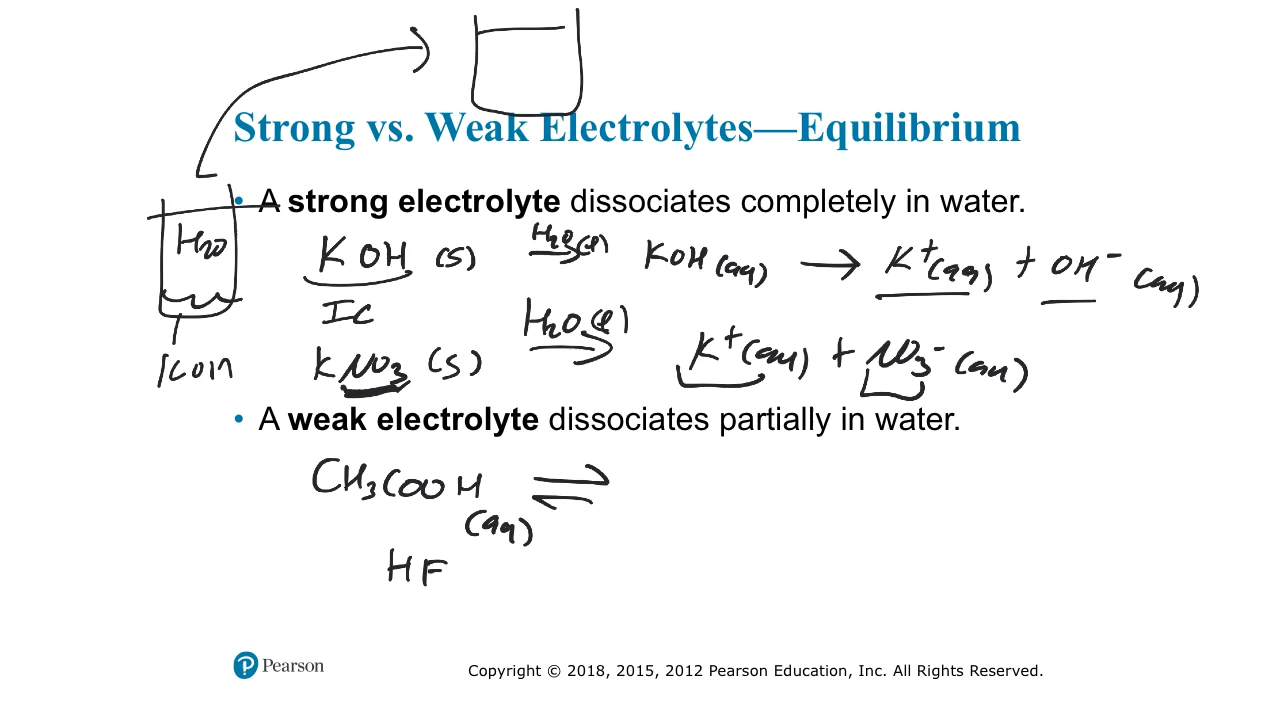 Strong vs. Weak Electrolytes—Equilibrium
• A strong electrolyte dissociates completely in water.
H2O
H2O(l)
KOH (s) → KOH (aq) → K+(aq) + OH- (aq)
IC
H2O(l)
KNO3 (s) → K+(aq) + NO3- (aq)
• A weak electrolyte dissociates partially in water.
CH3COOH ⇌
(aq)
HF
Pearson
Copyright © 2018, 2015, 2012 Pearson Education, Inc. All Rights Reserved.